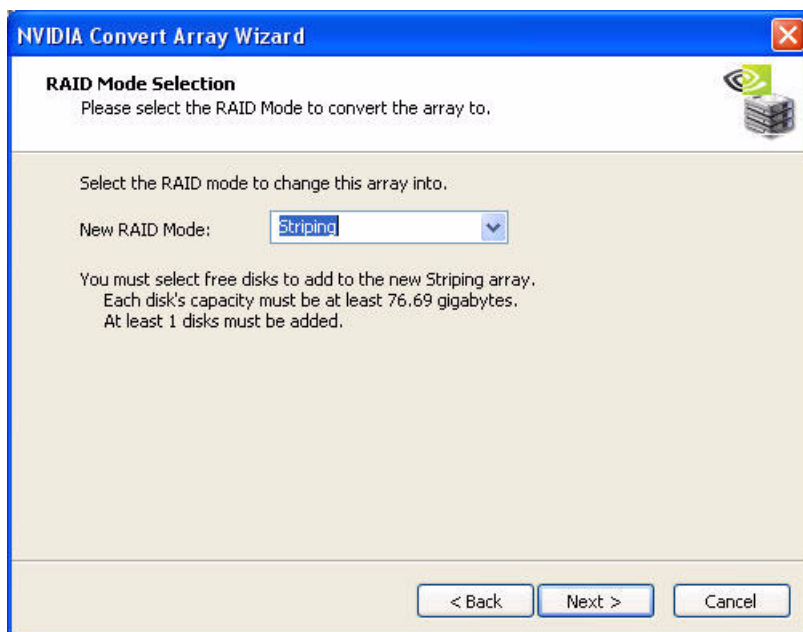 NVIDIA Convert Array Wizard
RAID Mode Selection
Please select the RAID Mode to convert the array to.
Select the RAID mode to change this array into.
New RAID Mode: Striping
You must select free disks to add to the new Striping array.
Each disk's capacity must be at least 76.69 gigabytes.
At least 1 disks must be added.
< Back Next > Cancel